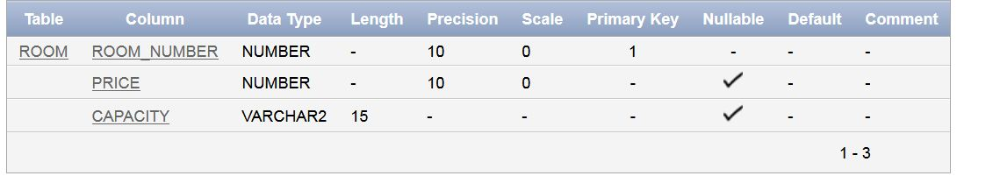 Table Column Data Type Length Precision Scale Primary Key Nullable Default Comment
ROOM ROOM_NUMBER NUMBER - 10 0 1 - - -
PRICE NUMBER - 10 0 - ✓ - -
CAPACITY VARCHAR2 15 - - - ✓ - -
1 - 3